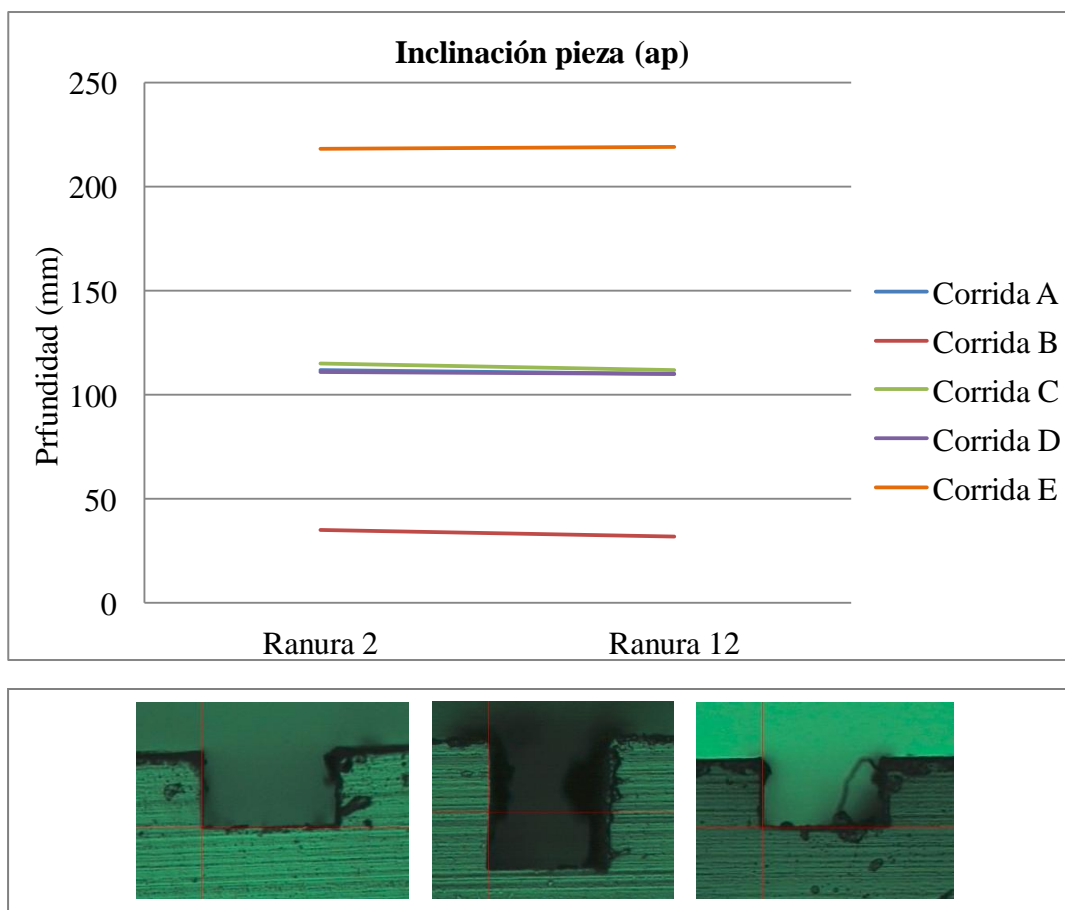 Inclinación pieza (ap)
250
200
150
100
50
0
Prfundidad (mm)
Ranura 2
Ranura 12
Corrida A
Corrida B
Corrida C
Corrida D
Corrida E